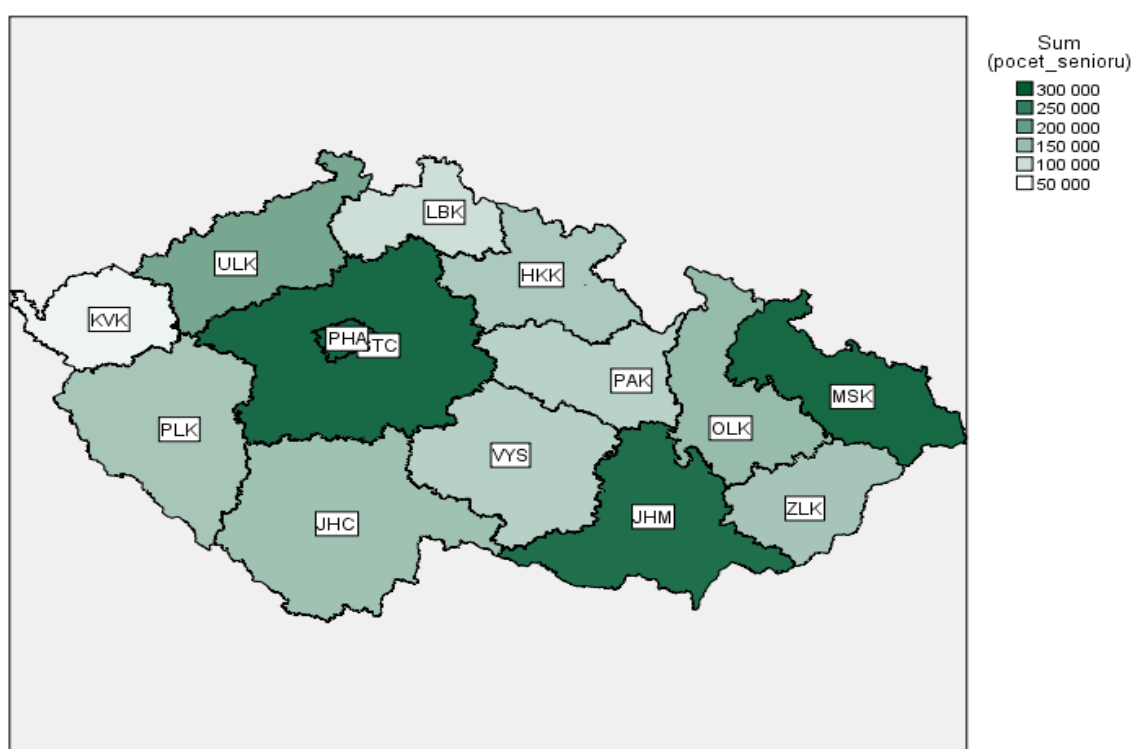 Sum
(pocet_senioru)
300 000
250 000
200 000
150 000
100 000
50 000
LBK
ULK
HKK
KVK
PHA
STC
PAK
MSK
PLK
OLK
VYS
ZLK
JHC
JHM